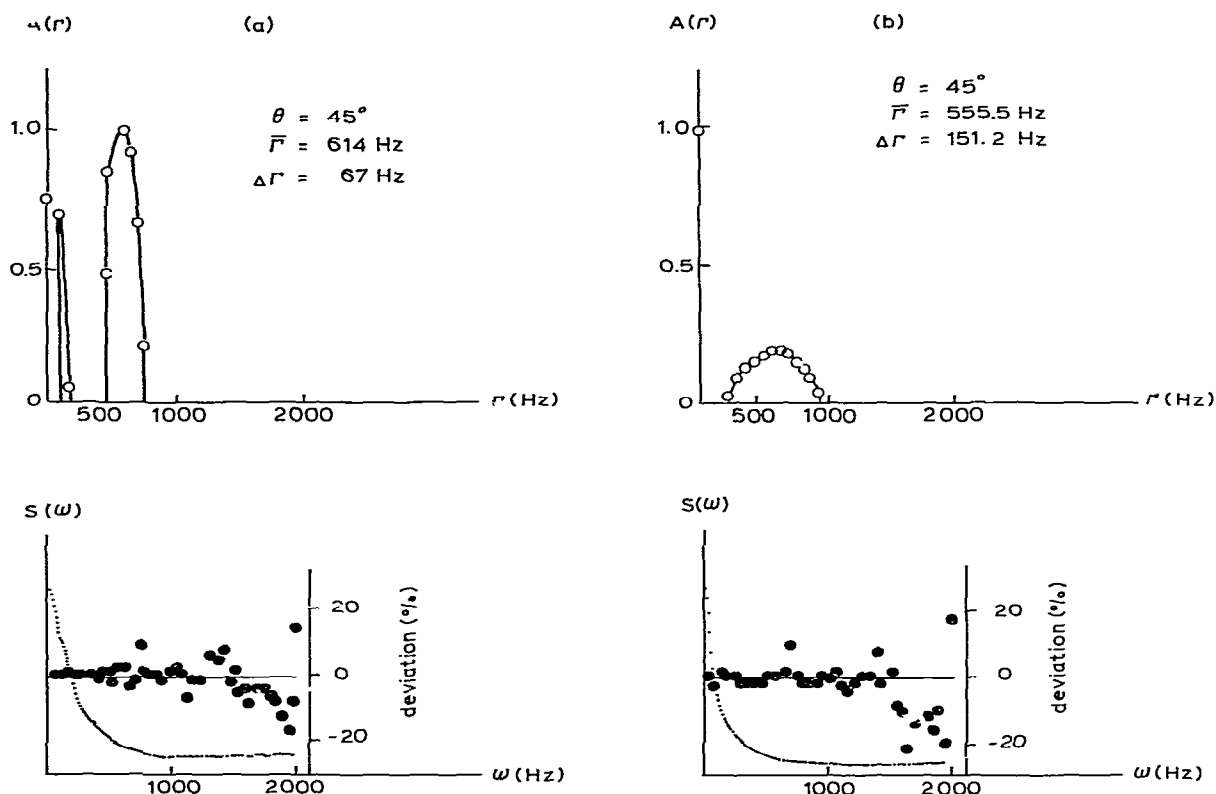 A(Γ) (a)
θ = 45°
Γ̅ = 614 Hz
ΔΓ = 67 Hz
1.0
0.5
0 500 1000 2000 Γ(Hz)
A(Γ) (b)
θ = 45°
Γ̅ = 555.5 Hz
ΔΓ = 151.2 Hz
1.0
0.5
0 500 1000 2000 Γ(Hz)
S(ω)
20
0
-20
deviation (%)
1000 2000 ω(Hz)
S(ω)
20
0
-20
deviation (%)
1000 2000 ω(Hz)